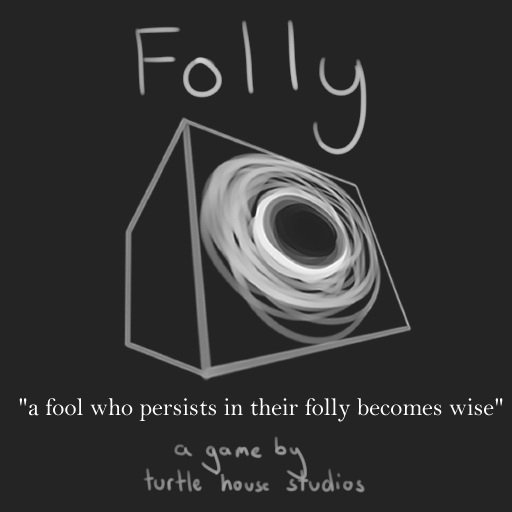 Folly
"a fool who persists in their folly becomes wise"
a game by
turtle house studios